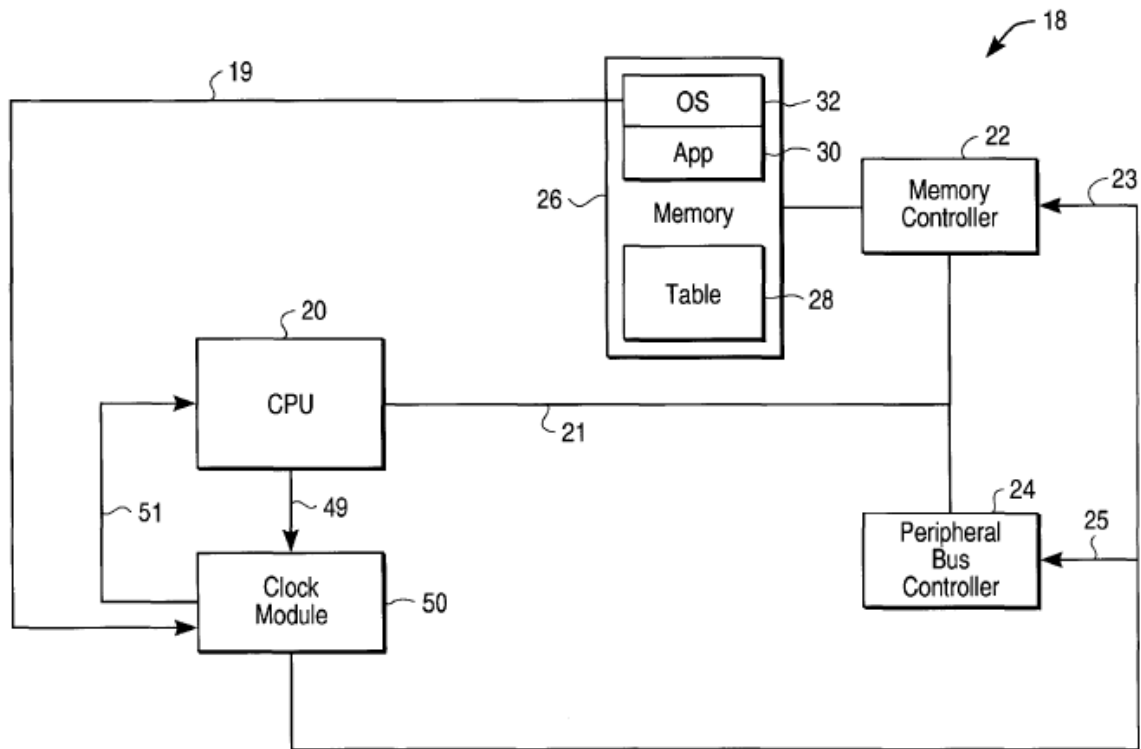 18
19
OS
32
App
30
22
26
Memory
Memory
Controller
23
Table
28
20
CPU
21
51
49
24
Peripheral
Bus
Controller
25
Clock
Module
50